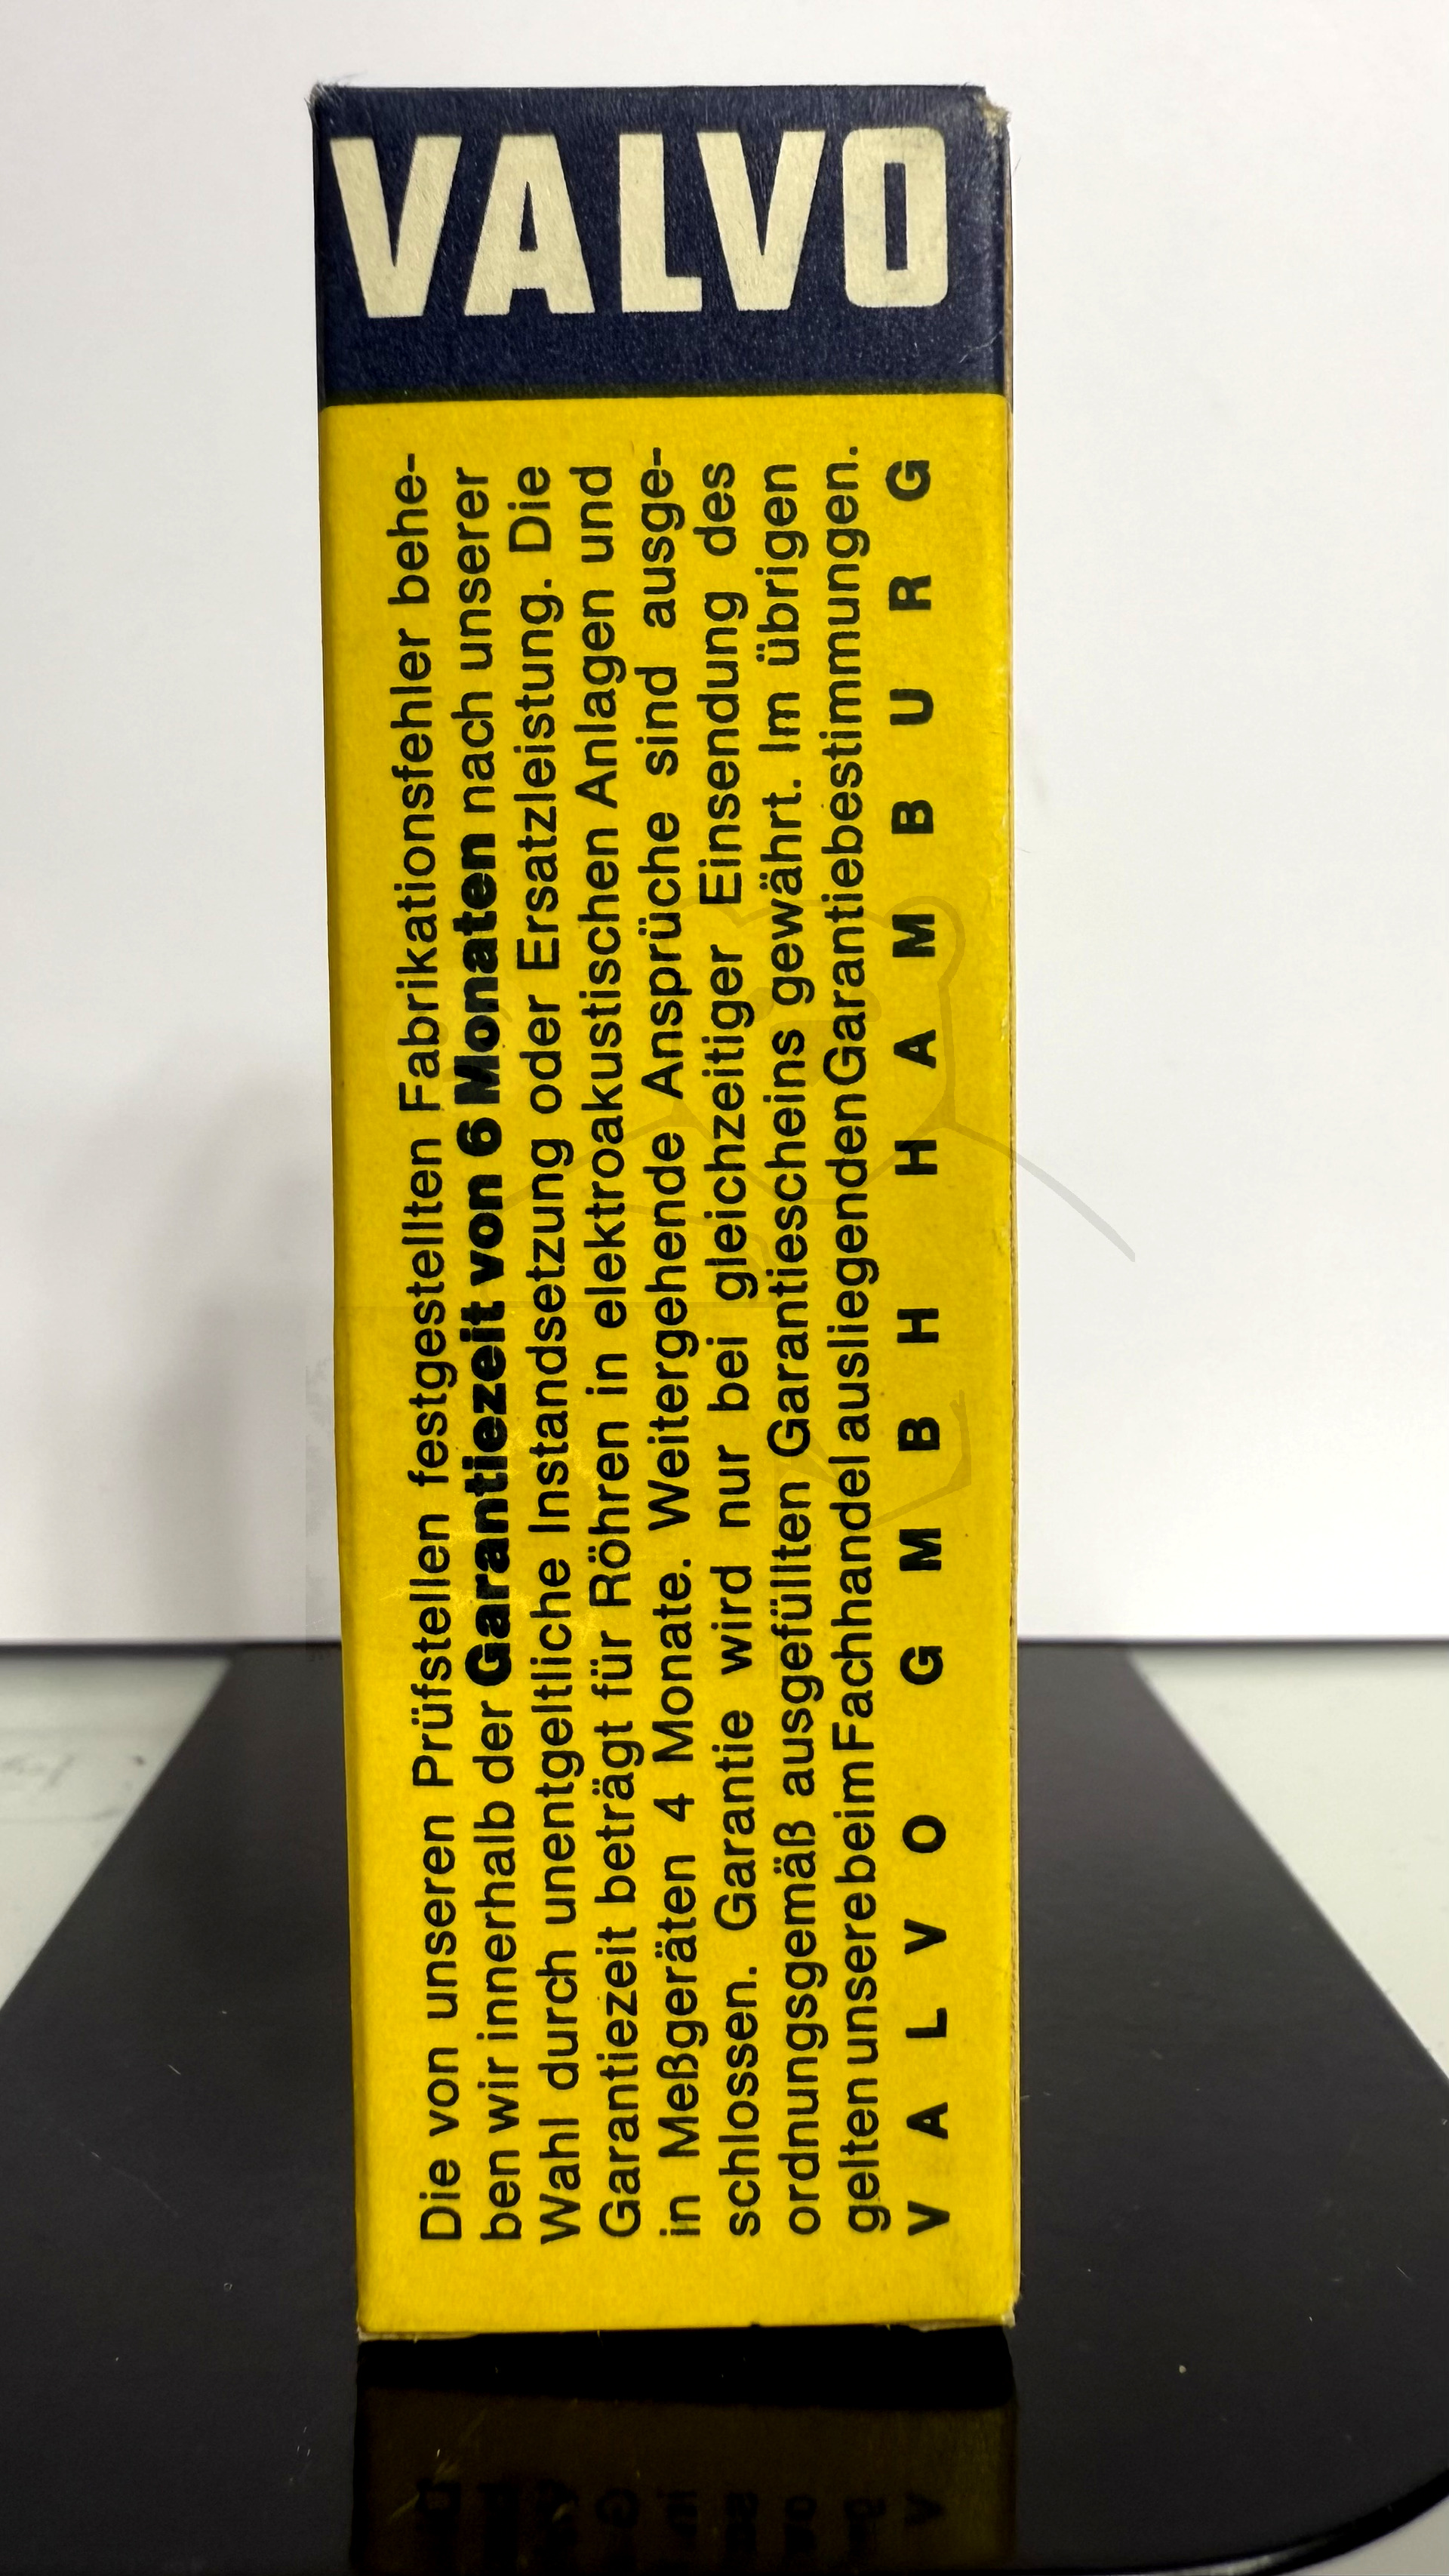 VALVO
Die von unseren Prüfstellen festgestellten Fabrikationsfehler behe-
ben wir innerhalb der Garantiezeit von 6 Monaten nach unserer
Wahl durch unentgeltliche Instandsetzung oder Ersatzleistung. Die
Garantiezeit beträgt für Röhren in elektroakustischen Anlagen und
in Meßgeräten 4 Monate. Weitergehende Ansprüche sind ausge-
schlossen. Garantie wird nur bei gleichzeitiger Einsendung des
ordnungsgemäß ausgefüllten Garantiescheins gewährt. Im übrigen
gelten unsere beim Fachhandel ausliegenden Garantiebestimmungen.
VALVO GMBH HAMBURG